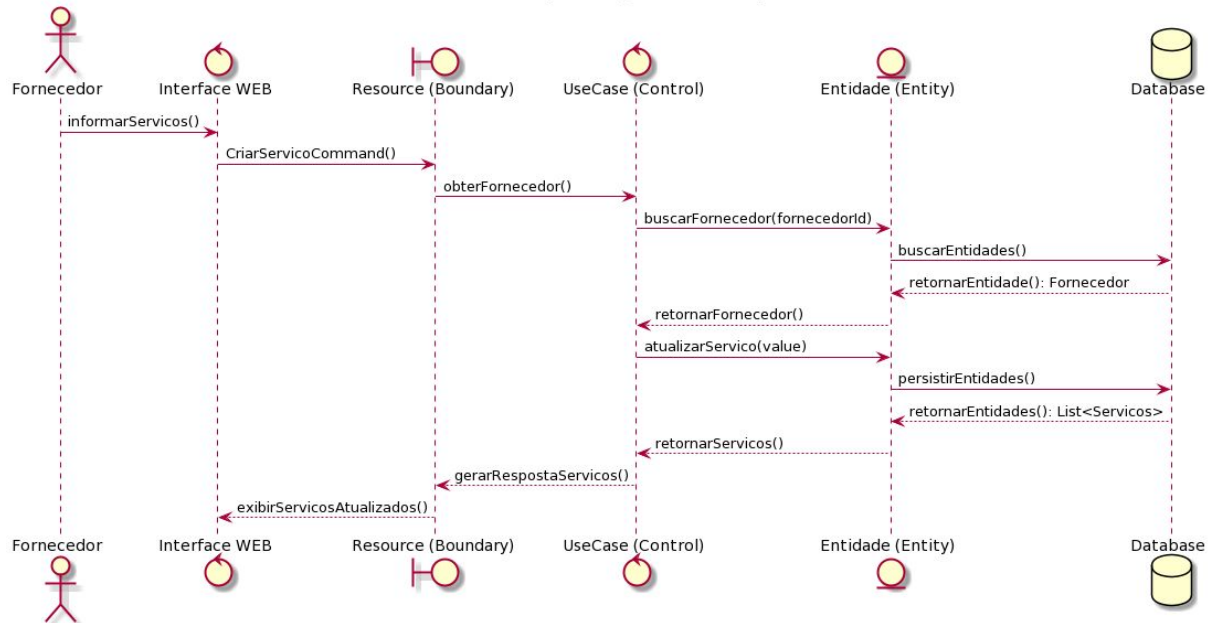 Fornecedor
Interface WEB
Resource (Boundary)
UseCase (Control)
Entidade (Entity)
Database
informarServicos()
CriarServicoCommand()
obterFornecedor()
buscarFornecedor(fornecedorId)
buscarEntidades()
retornarEntidade(): Fornecedor
retornarFornecedor()
atualizarServico(value)
persistirEntidades()
retornarEntidades(): List<Servicos>
retornarServicos()
gerarRespostaServicos()
exibirServicosAtualizados()
Fornecedor
Interface WEB
Resource (Boundary)
UseCase (Control)
Entidade (Entity)
Database